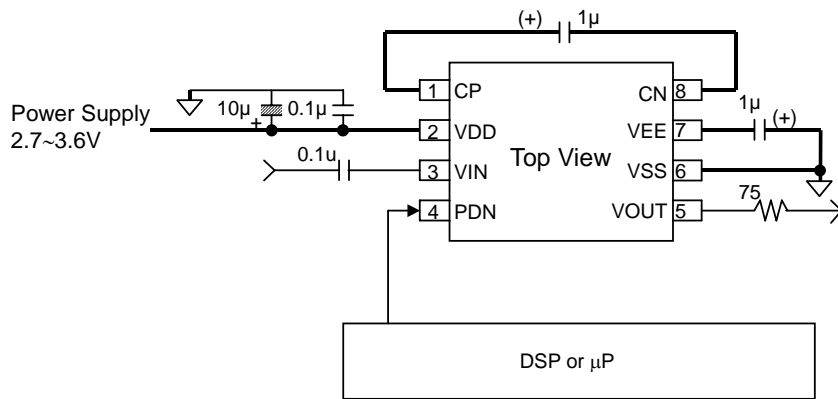 (+) 1µ
1 CP
CN 8
10µ 0.1µ
+
Power Supply
2.7~3.6V
2 VDD
VEE 7
1µ
(+)
Top View
0.1u
3 VIN
VSS 6
4 PDN
VOUT 5
75
DSP or µP